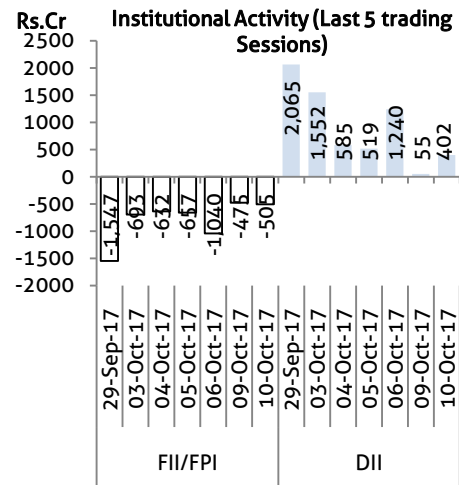 Rs.Cr
Institutional Activity (Last 5 trading
Sessions)
2500
2000
1500
1000
500
0
-500
-1000
-1500
-2000
-1,547
-693
-632
-657
-1,040
-475
-505
2,065
1,552
585
519
1,240
55
402
29-Sep-17
03-Oct-17
04-Oct-17
05-Oct-17
06-Oct-17
09-Oct-17
10-Oct-17
29-Sep-17
03-Oct-17
04-Oct-17
05-Oct-17
06-Oct-17
09-Oct-17
10-Oct-17
FII/FPI
DII